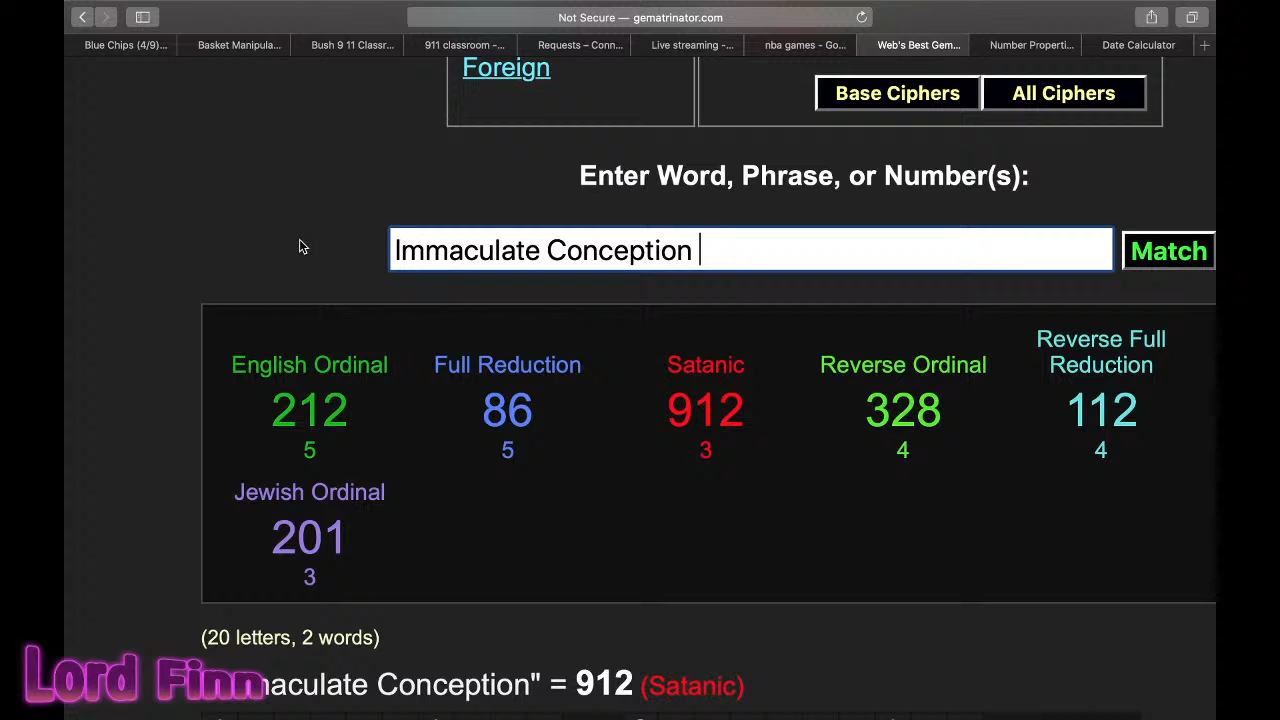 Not Secure — gematrinator.com
Blue Chips (4/9)... Basket Manipula... Bush 9 11 Classr... 911 classroom -... Requests – Conn... Live streaming -... nba games - Go... Web's Best Gem... Number Properti... Date Calculator
Foreign
Base Ciphers All Ciphers
Enter Word, Phrase, or Number(s):
Immaculate Conception
Match
English Ordinal Full Reduction Satanic Reverse Ordinal Reverse Full Reduction
212 86 912 328 112
5 5 3 4 4
Jewish Ordinal
201
3
(20 letters, 2 words)
maculate Conception" = 912 (Satanic)
Lord Finn